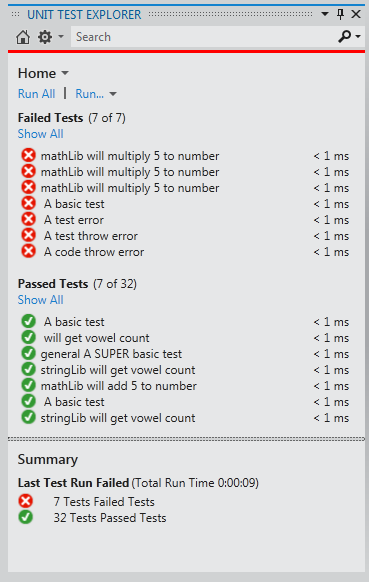 UNIT TEST EXPLORER
Search
Home
Run All | Run...
Failed Tests (7 of 7)
Show All
mathLib will multiply 5 to number < 1 ms
mathLib will multiply 5 to number < 1 ms
mathLib will multiply 5 to number < 1 ms
A basic test < 1 ms
A test error < 1 ms
A test throw error < 1 ms
A code throw error < 1 ms
Passed Tests (7 of 32)
Show All
A basic test < 1 ms
will get vowel count < 1 ms
general A SUPER basic test < 1 ms
stringLib will get vowel count < 1 ms
mathLib will add 5 to number < 1 ms
A basic test < 1 ms
stringLib will get vowel count < 1 ms
Summary
Last Test Run Failed (Total Run Time 0:00:09)
7 Tests Failed Tests
32 Tests Passed Tests